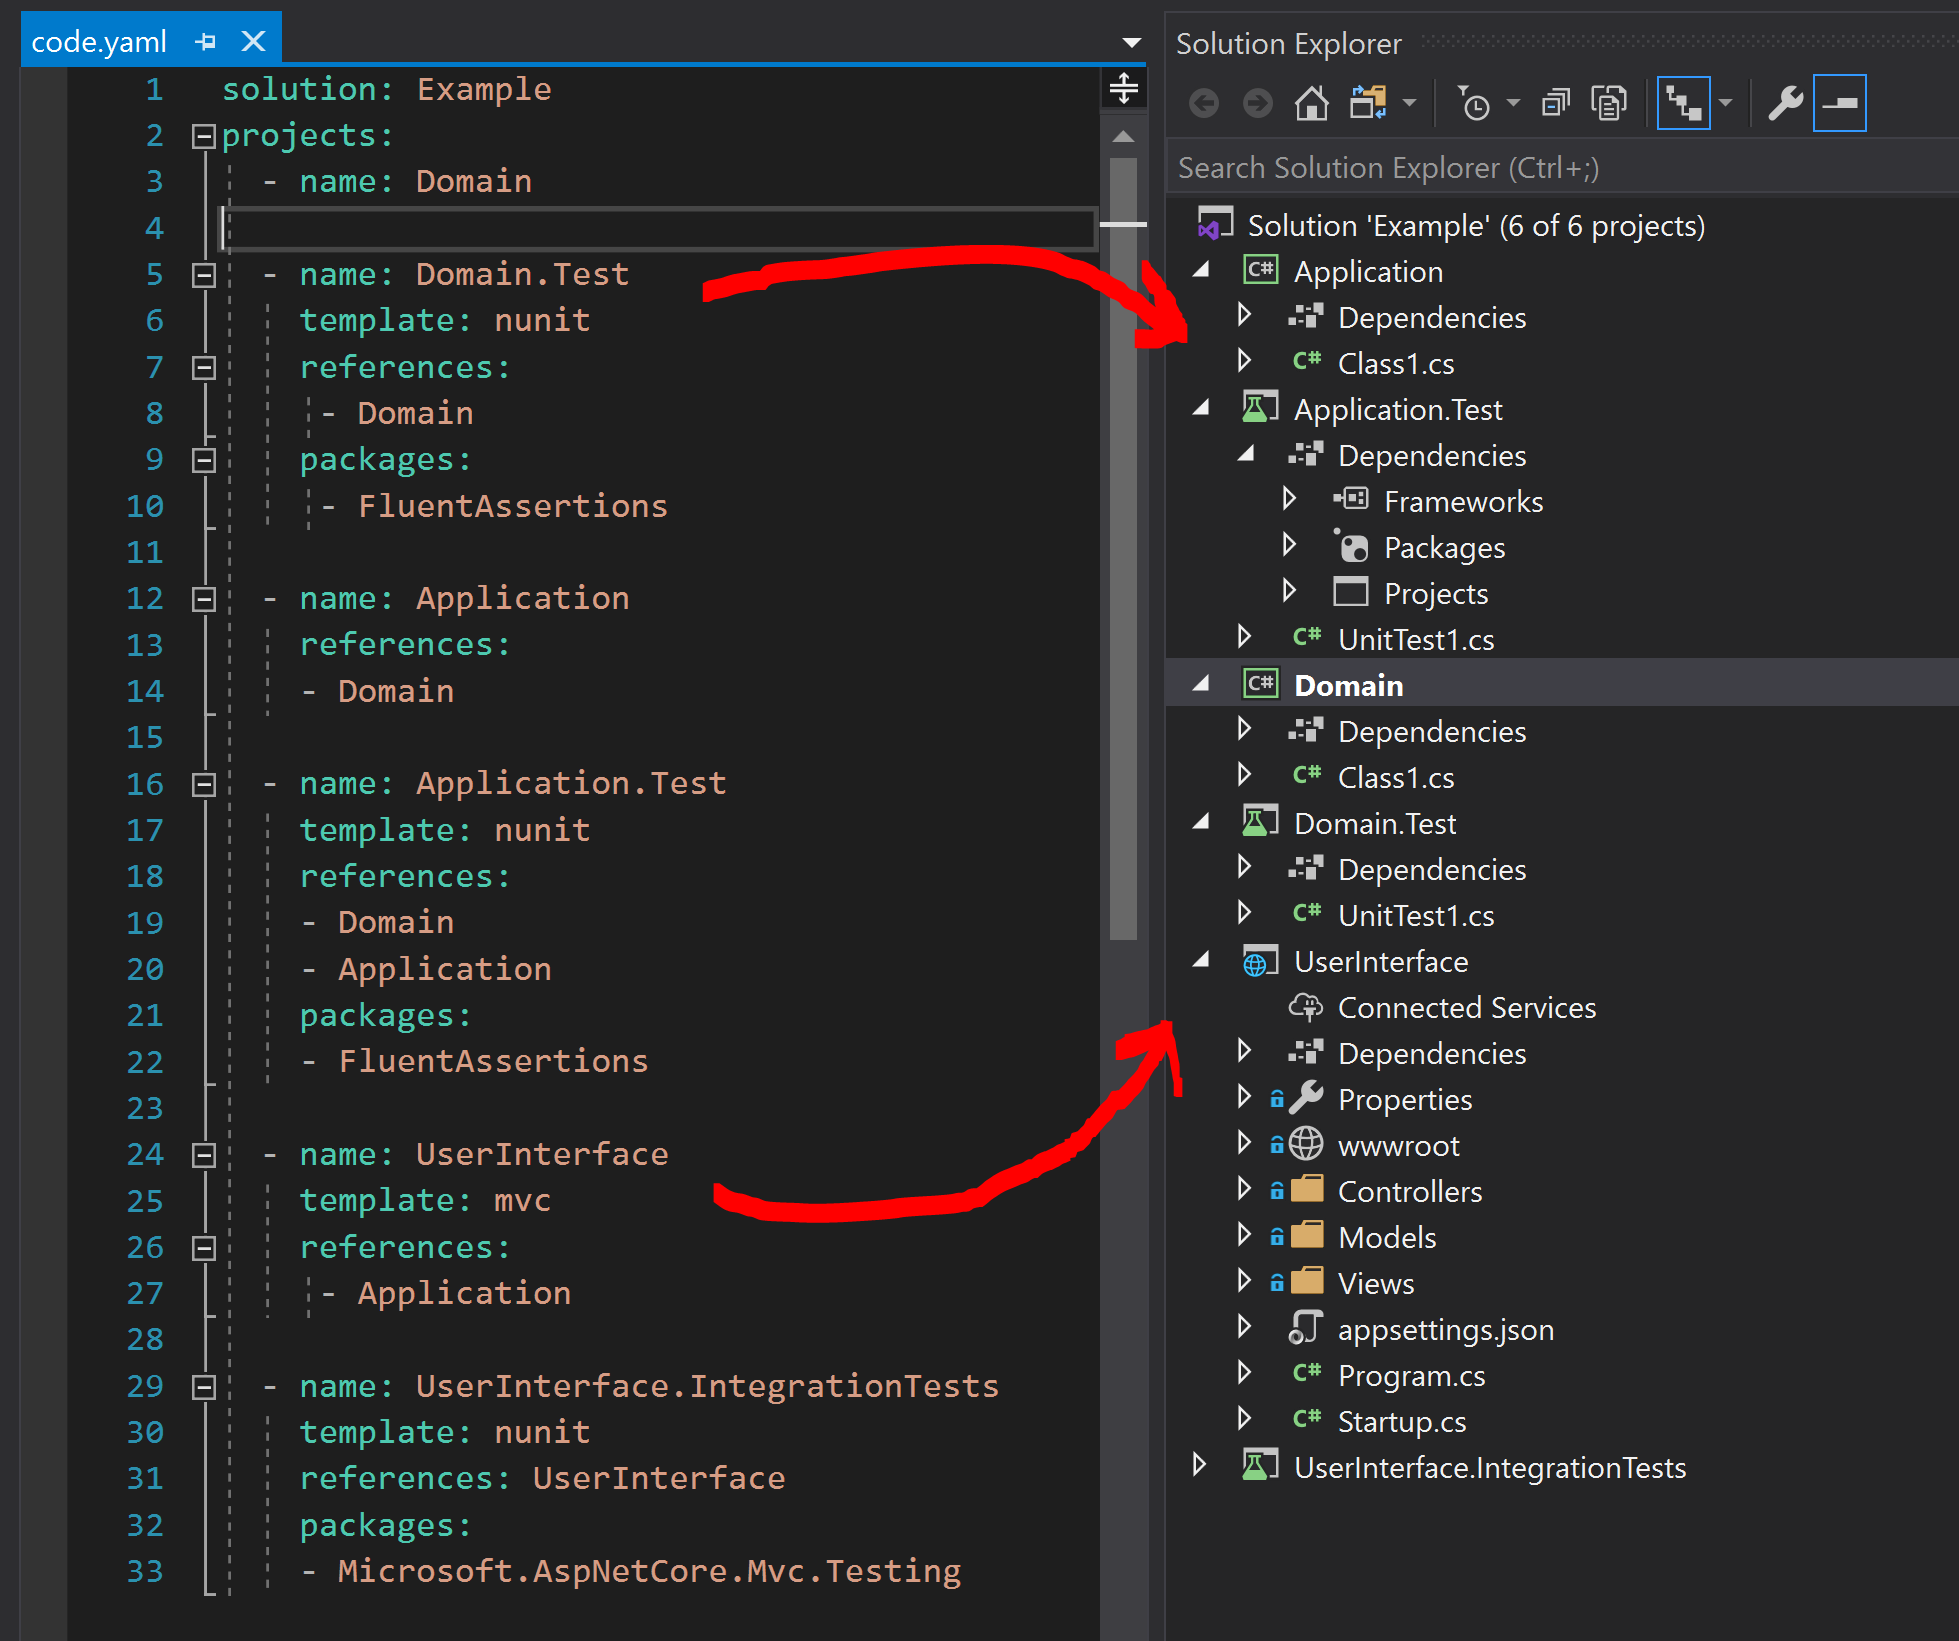 code.yaml
1 solution: Example
2 projects:
3 - name: Domain
4
5 - name: Domain.Test
6 template: nunit
7 references:
8 - Domain
9 packages:
10 - FluentAssertions
11
12 - name: Application
13 references:
14 - Domain
15
16 - name: Application.Test
17 template: nunit
18 references:
19 - Domain
20 - Application
21 packages:
22 - FluentAssertions
23
24 - name: UserInterface
25 template: mvc
26 references:
27 - Application
28
29 - name: UserInterface.IntegrationTests
30 template: nunit
31 references: UserInterface
32 packages:
33 - Microsoft.AspNetCore.Mvc.Testing
Solution Explorer
Search Solution Explorer (Ctrl+;)
Solution 'Example' (6 of 6 projects)
C# Application
Dependencies
C# Class1.cs
Application.Test
Dependencies
Frameworks
Packages
Projects
C# UnitTest1.cs
C# Domain
Dependencies
C# Class1.cs
Domain.Test
Dependencies
C# UnitTest1.cs
UserInterface
Connected Services
Dependencies
Properties
wwwroot
Controllers
Models
Views
appsettings.json
C# Program.cs
C# Startup.cs
UserInterface.IntegrationTests